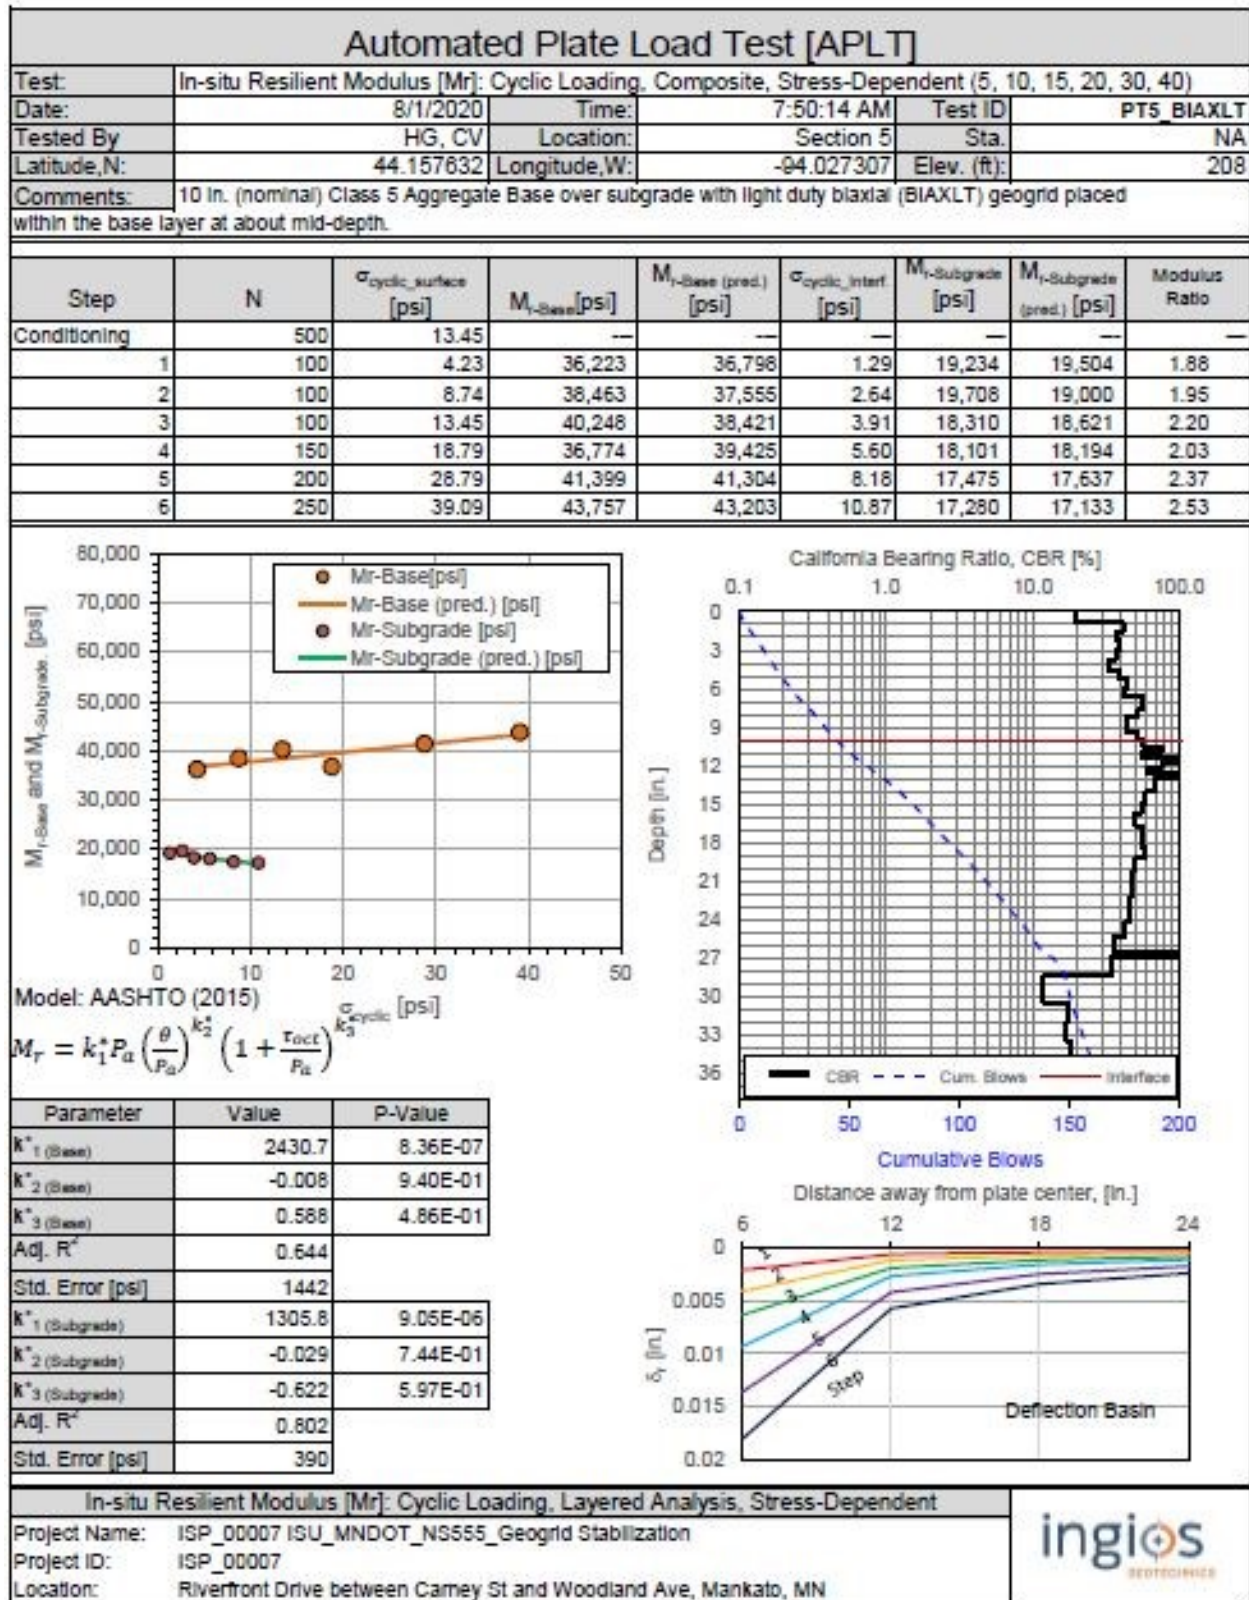 Automated Plate Load Test [APLT]
Test: In-situ Resilient Modulus [Mr]: Cyclic Loading, Composite, Stress-Dependent (5, 10, 15, 20, 30, 40)
Date: 8/1/2020 Time: 7:50:14 AM Test ID PT5_BIAXLT
Tested By HG, CV Location: Section 5 Sta. NA
Latitude,N: 44.157632 Longitude,W: -94.027307 Elev. (ft): 208
Comments: 10 in. (nominal) Class 5 Aggregate Base over subgrade with light duty biaxial (BIAXLT) geogrid placed
within the base layer at about mid-depth.
Step N σcyclic_surface [psi] Mr-Base[psi] Mr-Base (pred.) [psi] σcyclic_interf. [psi] Mr-Subgrade [psi] Mr-Subgrade (pred.) [psi] Modulus Ratio
Conditioning 500 13.45 --- --- --- --- --- ---
1 100 4.23 36,223 36,798 1.29 19,234 19,504 1.88
2 100 8.74 38,463 37,555 2.64 19,708 19,000 1.95
3 100 13.45 40,248 38,421 3.91 18,310 18,621 2.20
4 150 18.79 36,774 39,425 5.60 18,101 18,194 2.03
5 200 28.79 41,399 41,304 8.18 17,475 17,637 2.37
6 250 39.09 43,757 43,203 10.87 17,280 17,133 2.53
Mr-Base and Mr-Subgrade. [psi]
80,000
70,000
60,000
50,000
40,000
30,000
20,000
10,000
0
Mr-Base[psi]
Mr-Base (pred.) [psi]
Mr-Subgrade [psi]
Mr-Subgrade (pred.) [psi]
0 10 20 30 40 50
σcyclic [psi]
Model: AASHTO (2015)
Mr = k*1 Pa (θ/Pa)^k*2 (1 + τoct/Pa)^k*3
Parameter Value P-Value
k*1 (Base) 2430.7 8.36E-07
k*2 (Base) -0.008 9.40E-01
k*3 (Base) 0.588 4.86E-01
Adj. R2 0.644
Std. Error [psi] 1442
k*1 (Subgrade) 1305.8 9.05E-06
k*2 (Subgrade) -0.029 7.44E-01
k*3 (Subgrade) -0.622 5.97E-01
Adj. R2 0.802
Std. Error [psi] 390
California Bearing Ratio, CBR [%]
0.1 1.0 10.0 100.0
Depth [in.]
0
3
6
9
12
15
18
21
24
27
30
33
36
CBR Cum. Blows Interface
0 50 100 150 200
Cumulative Blows
Distance away from plate center, [in.]
6 12 18 24
δr [in.]
0
0.005
0.01
0.015
0.02
1
2
3
4
5
6
Step
Deflection Basin
In-situ Resilient Modulus [Mr]: Cyclic Loading, Layered Analysis, Stress-Dependent
Project Name: ISP_00007 ISU_MNDOT_NS555_Geogrid Stabilization
Project ID: ISP_00007
Location: Riverfront Drive between Carney St and Woodland Ave, Mankato, MN
ingios
GEOTECHNICS